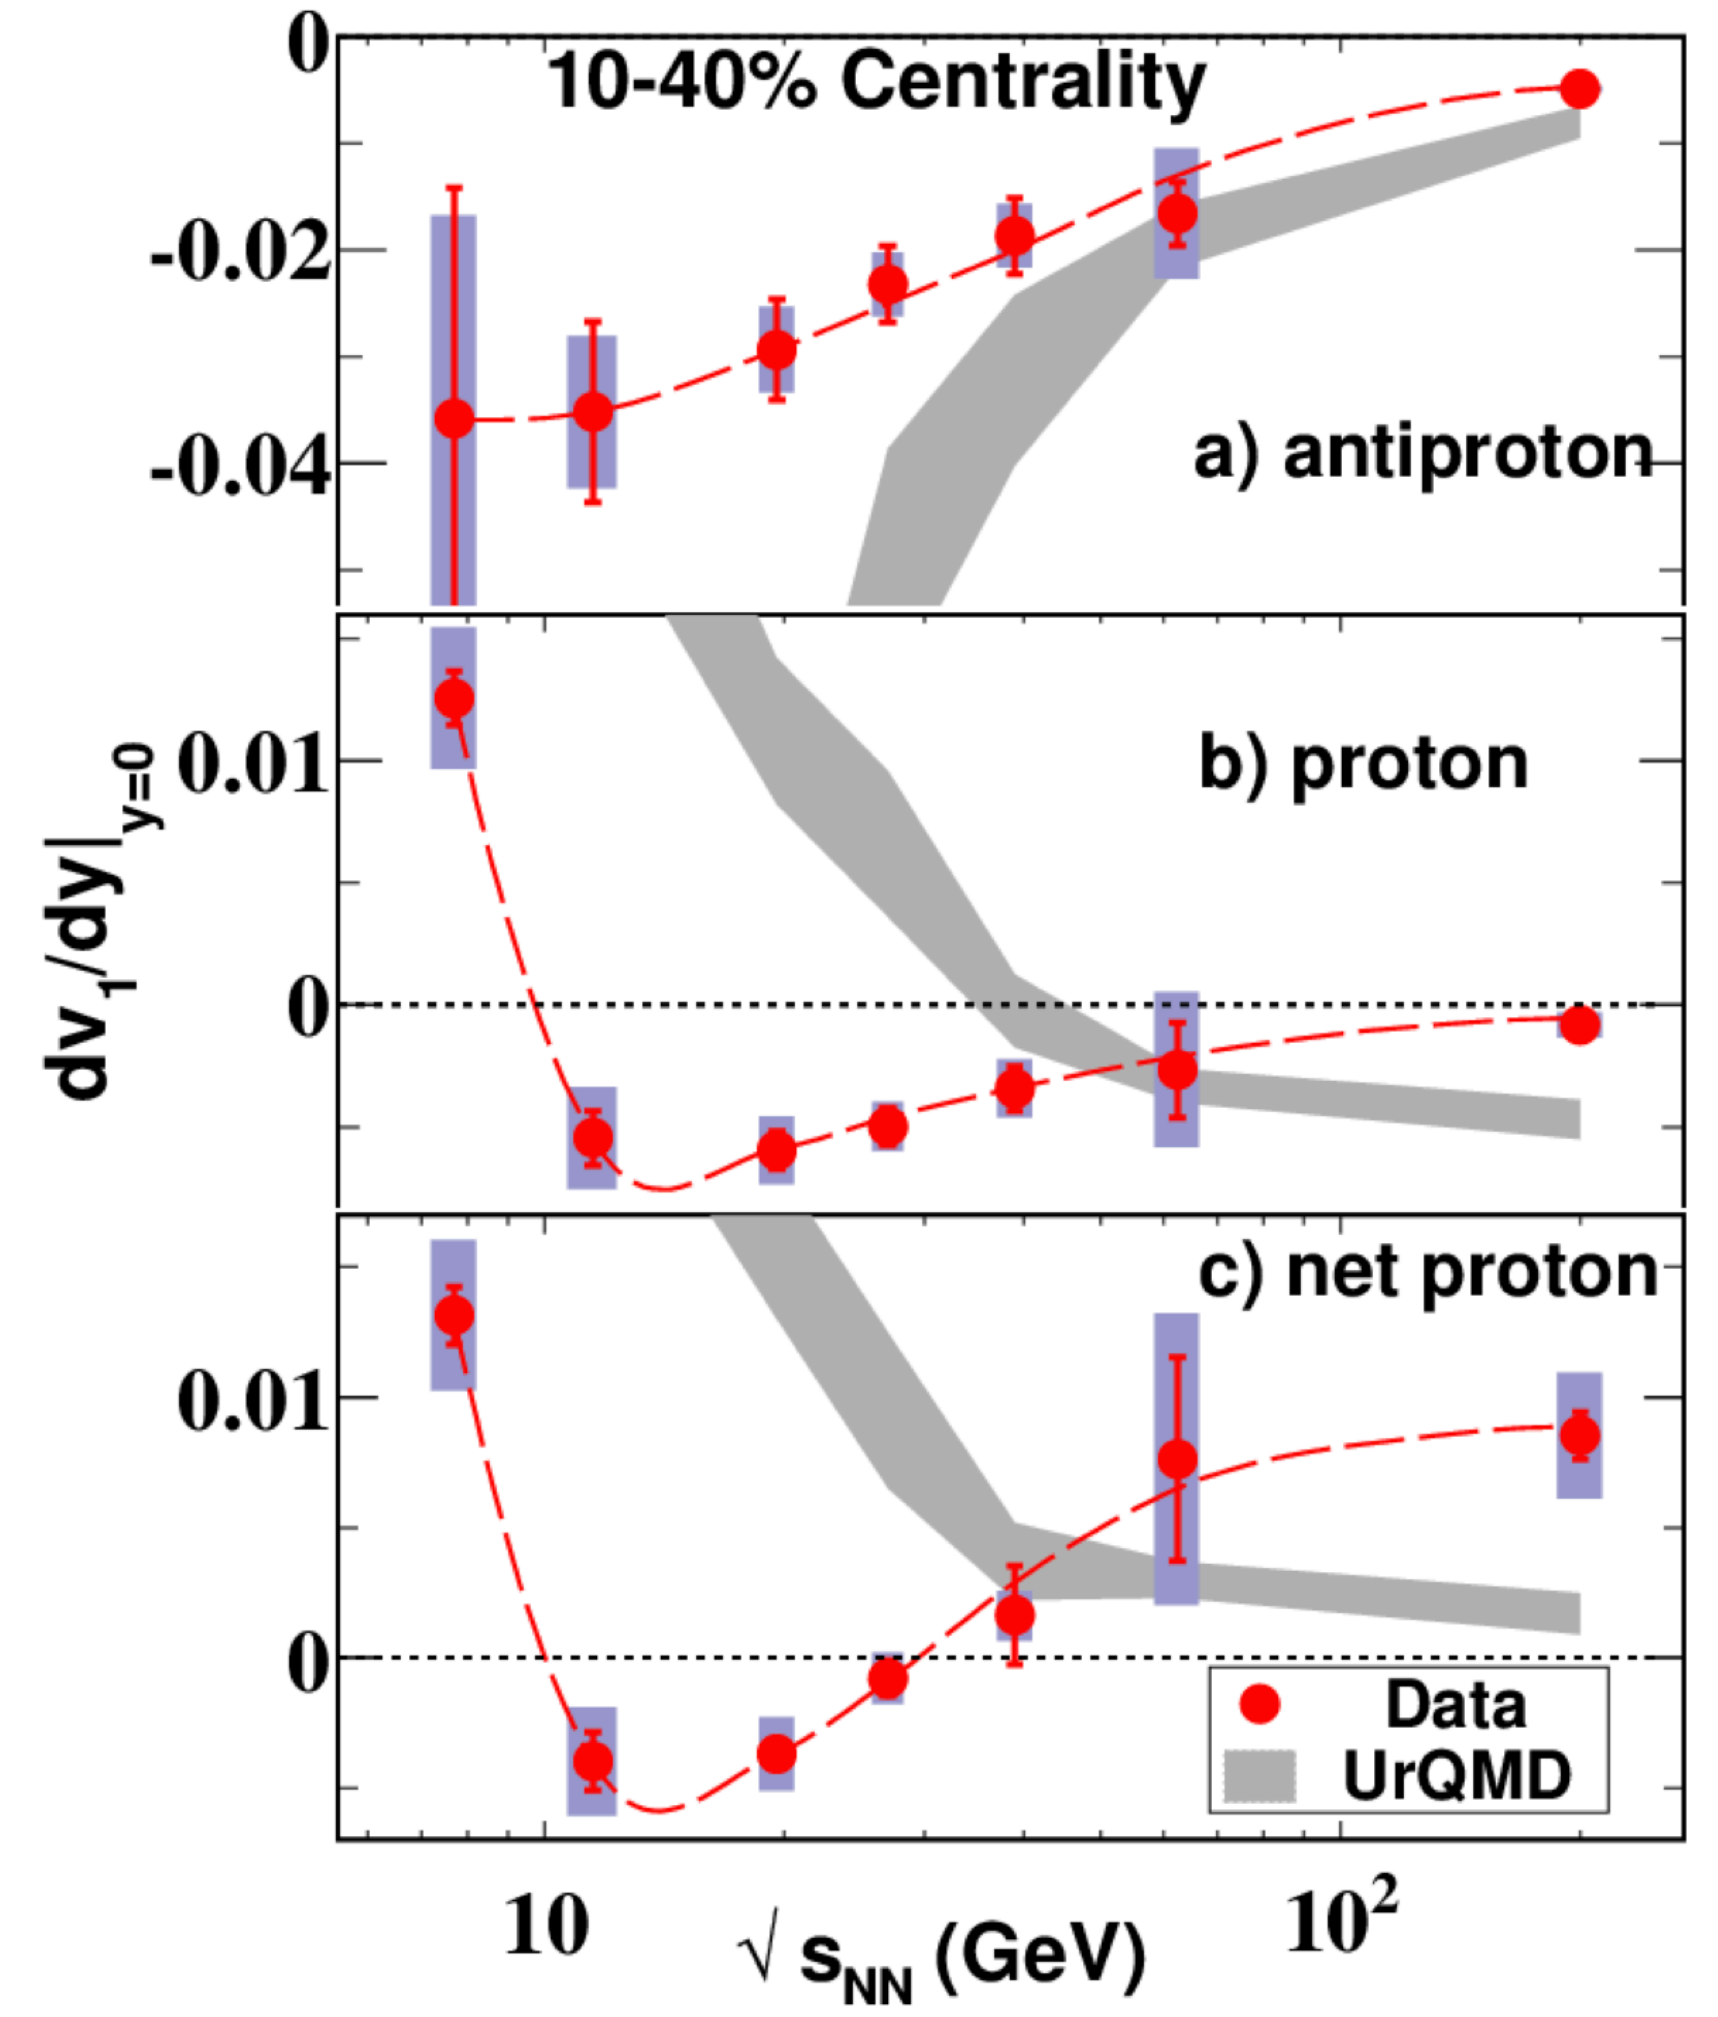 0
10-40% Centrality
-0.02
-0.04
a) antiproton
0.01
b) proton
0
dv₁/dy|y=0
c) net proton
0.01
0
Data
UrQMD
10
10²
√ sNN (GeV)